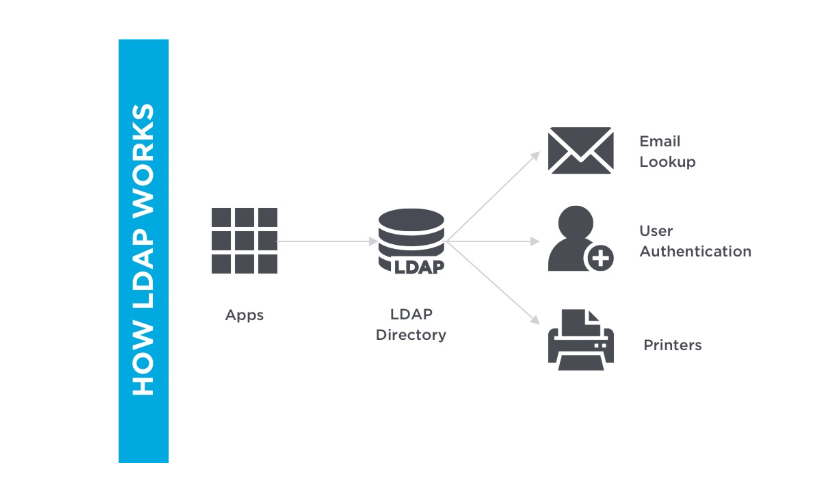 HOW LDAP WORKS
Apps
LDAP
LDAP
Directory
Email
Lookup
User
Authentication
Printers